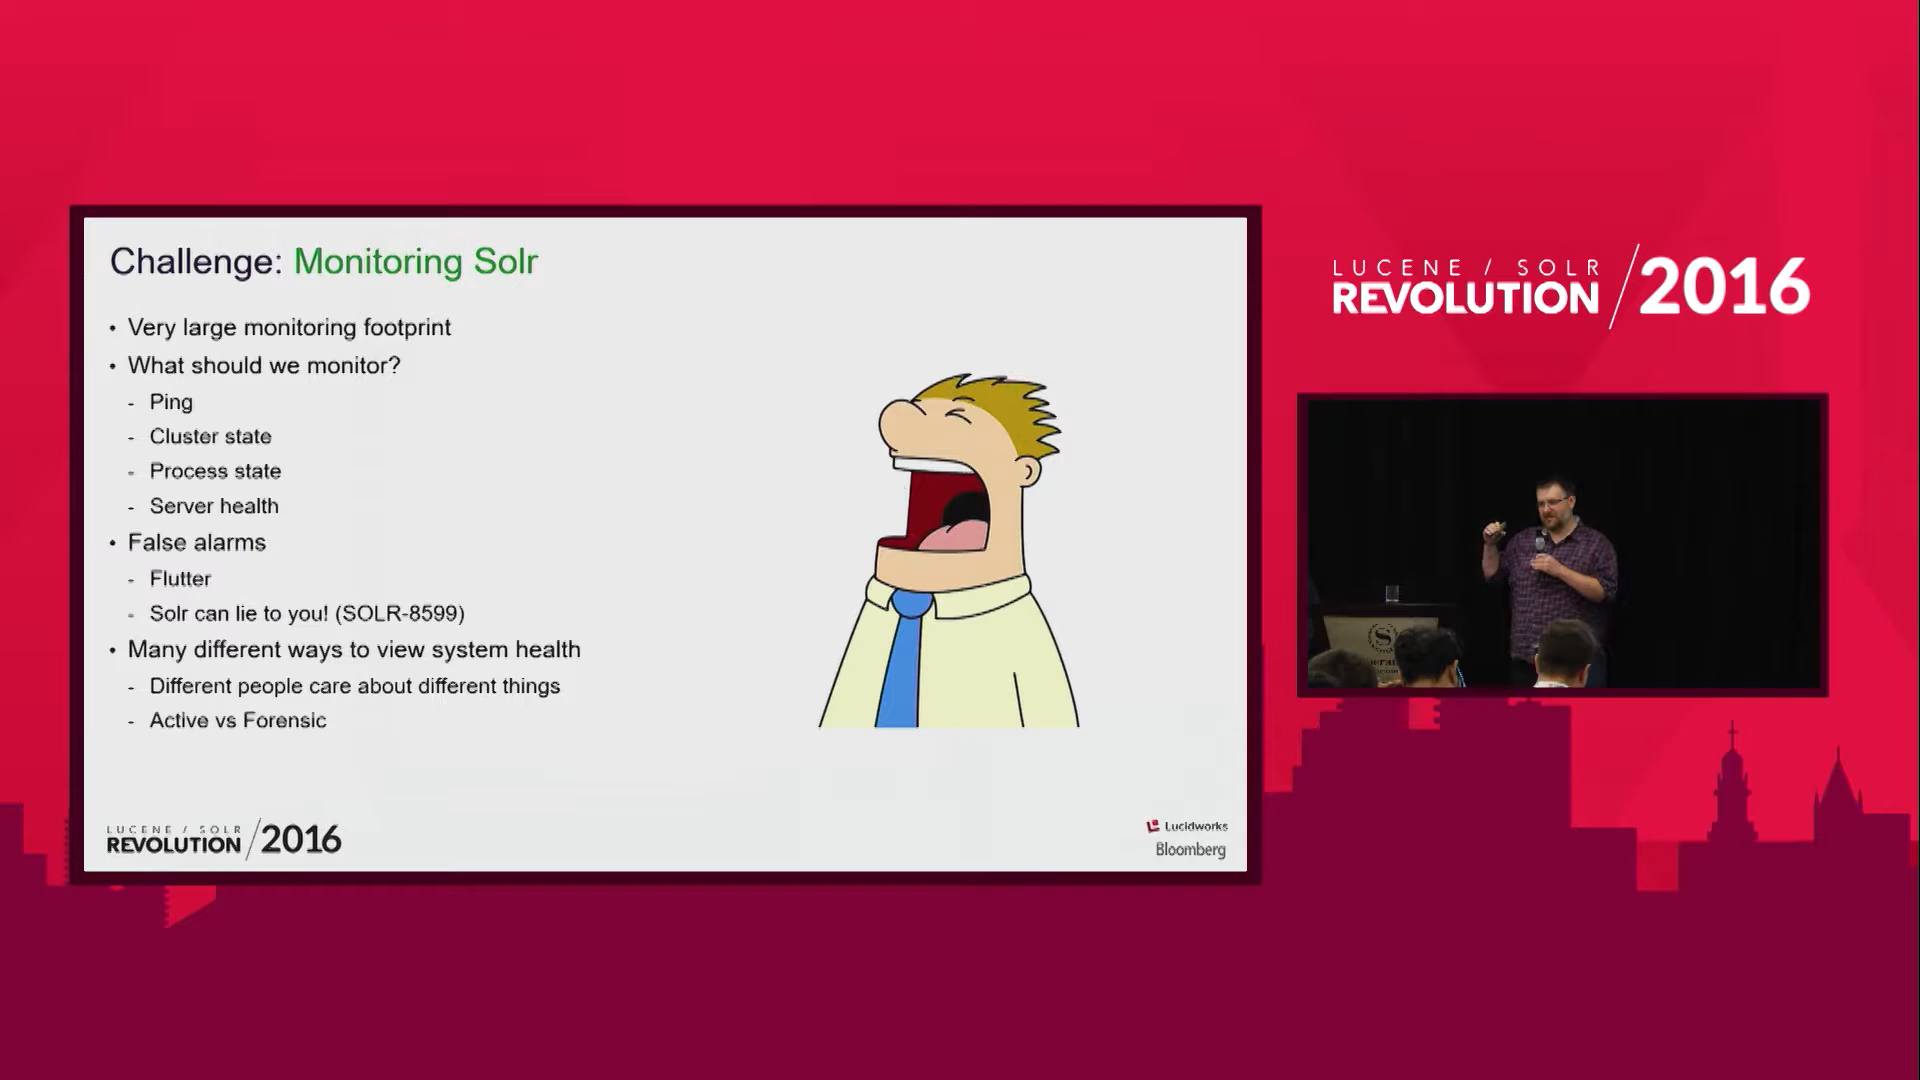 Challenge: Monitoring Solr
• Very large monitoring footprint
• What should we monitor?
- Ping
- Cluster state
- Process state
- Server health
• False alarms
- Flutter
- Solr can lie to you! (SOLR-8599)
• Many different ways to view system health
- Different people care about different things
- Active vs Forensic
LUCENE / SOLR
REVOLUTION / 2016
Lucidworks
Bloomberg
LUCENE / SOLR
REVOLUTION / 2016